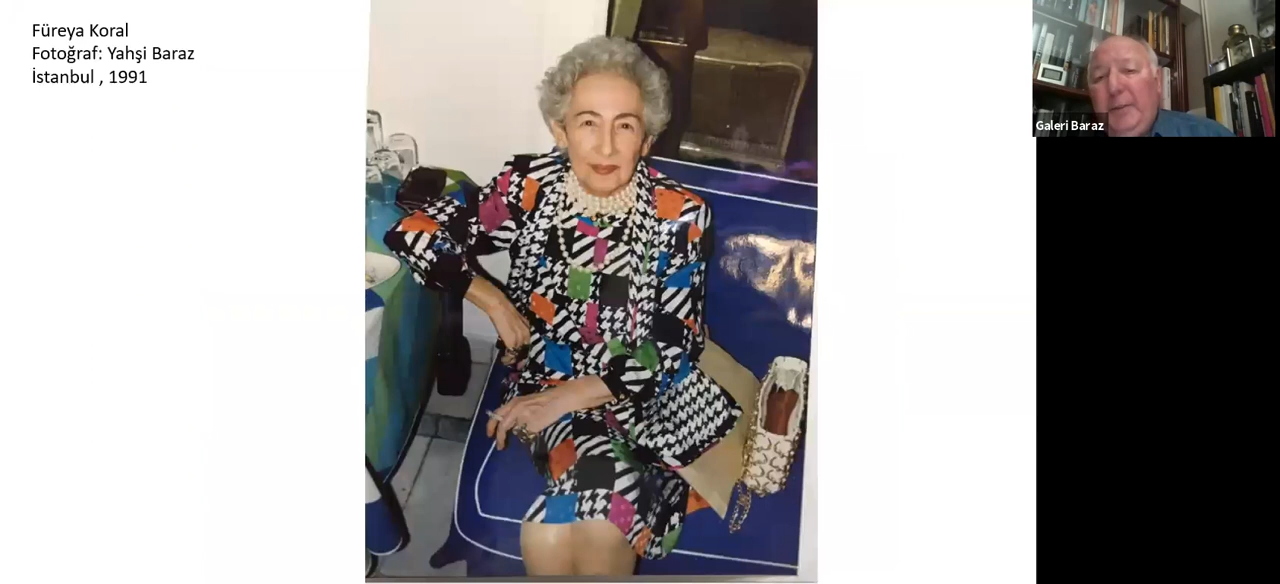 Füreya Koral
Fotoğraf: Yahşi Baraz
İstanbul , 1991
Galeri Baraz